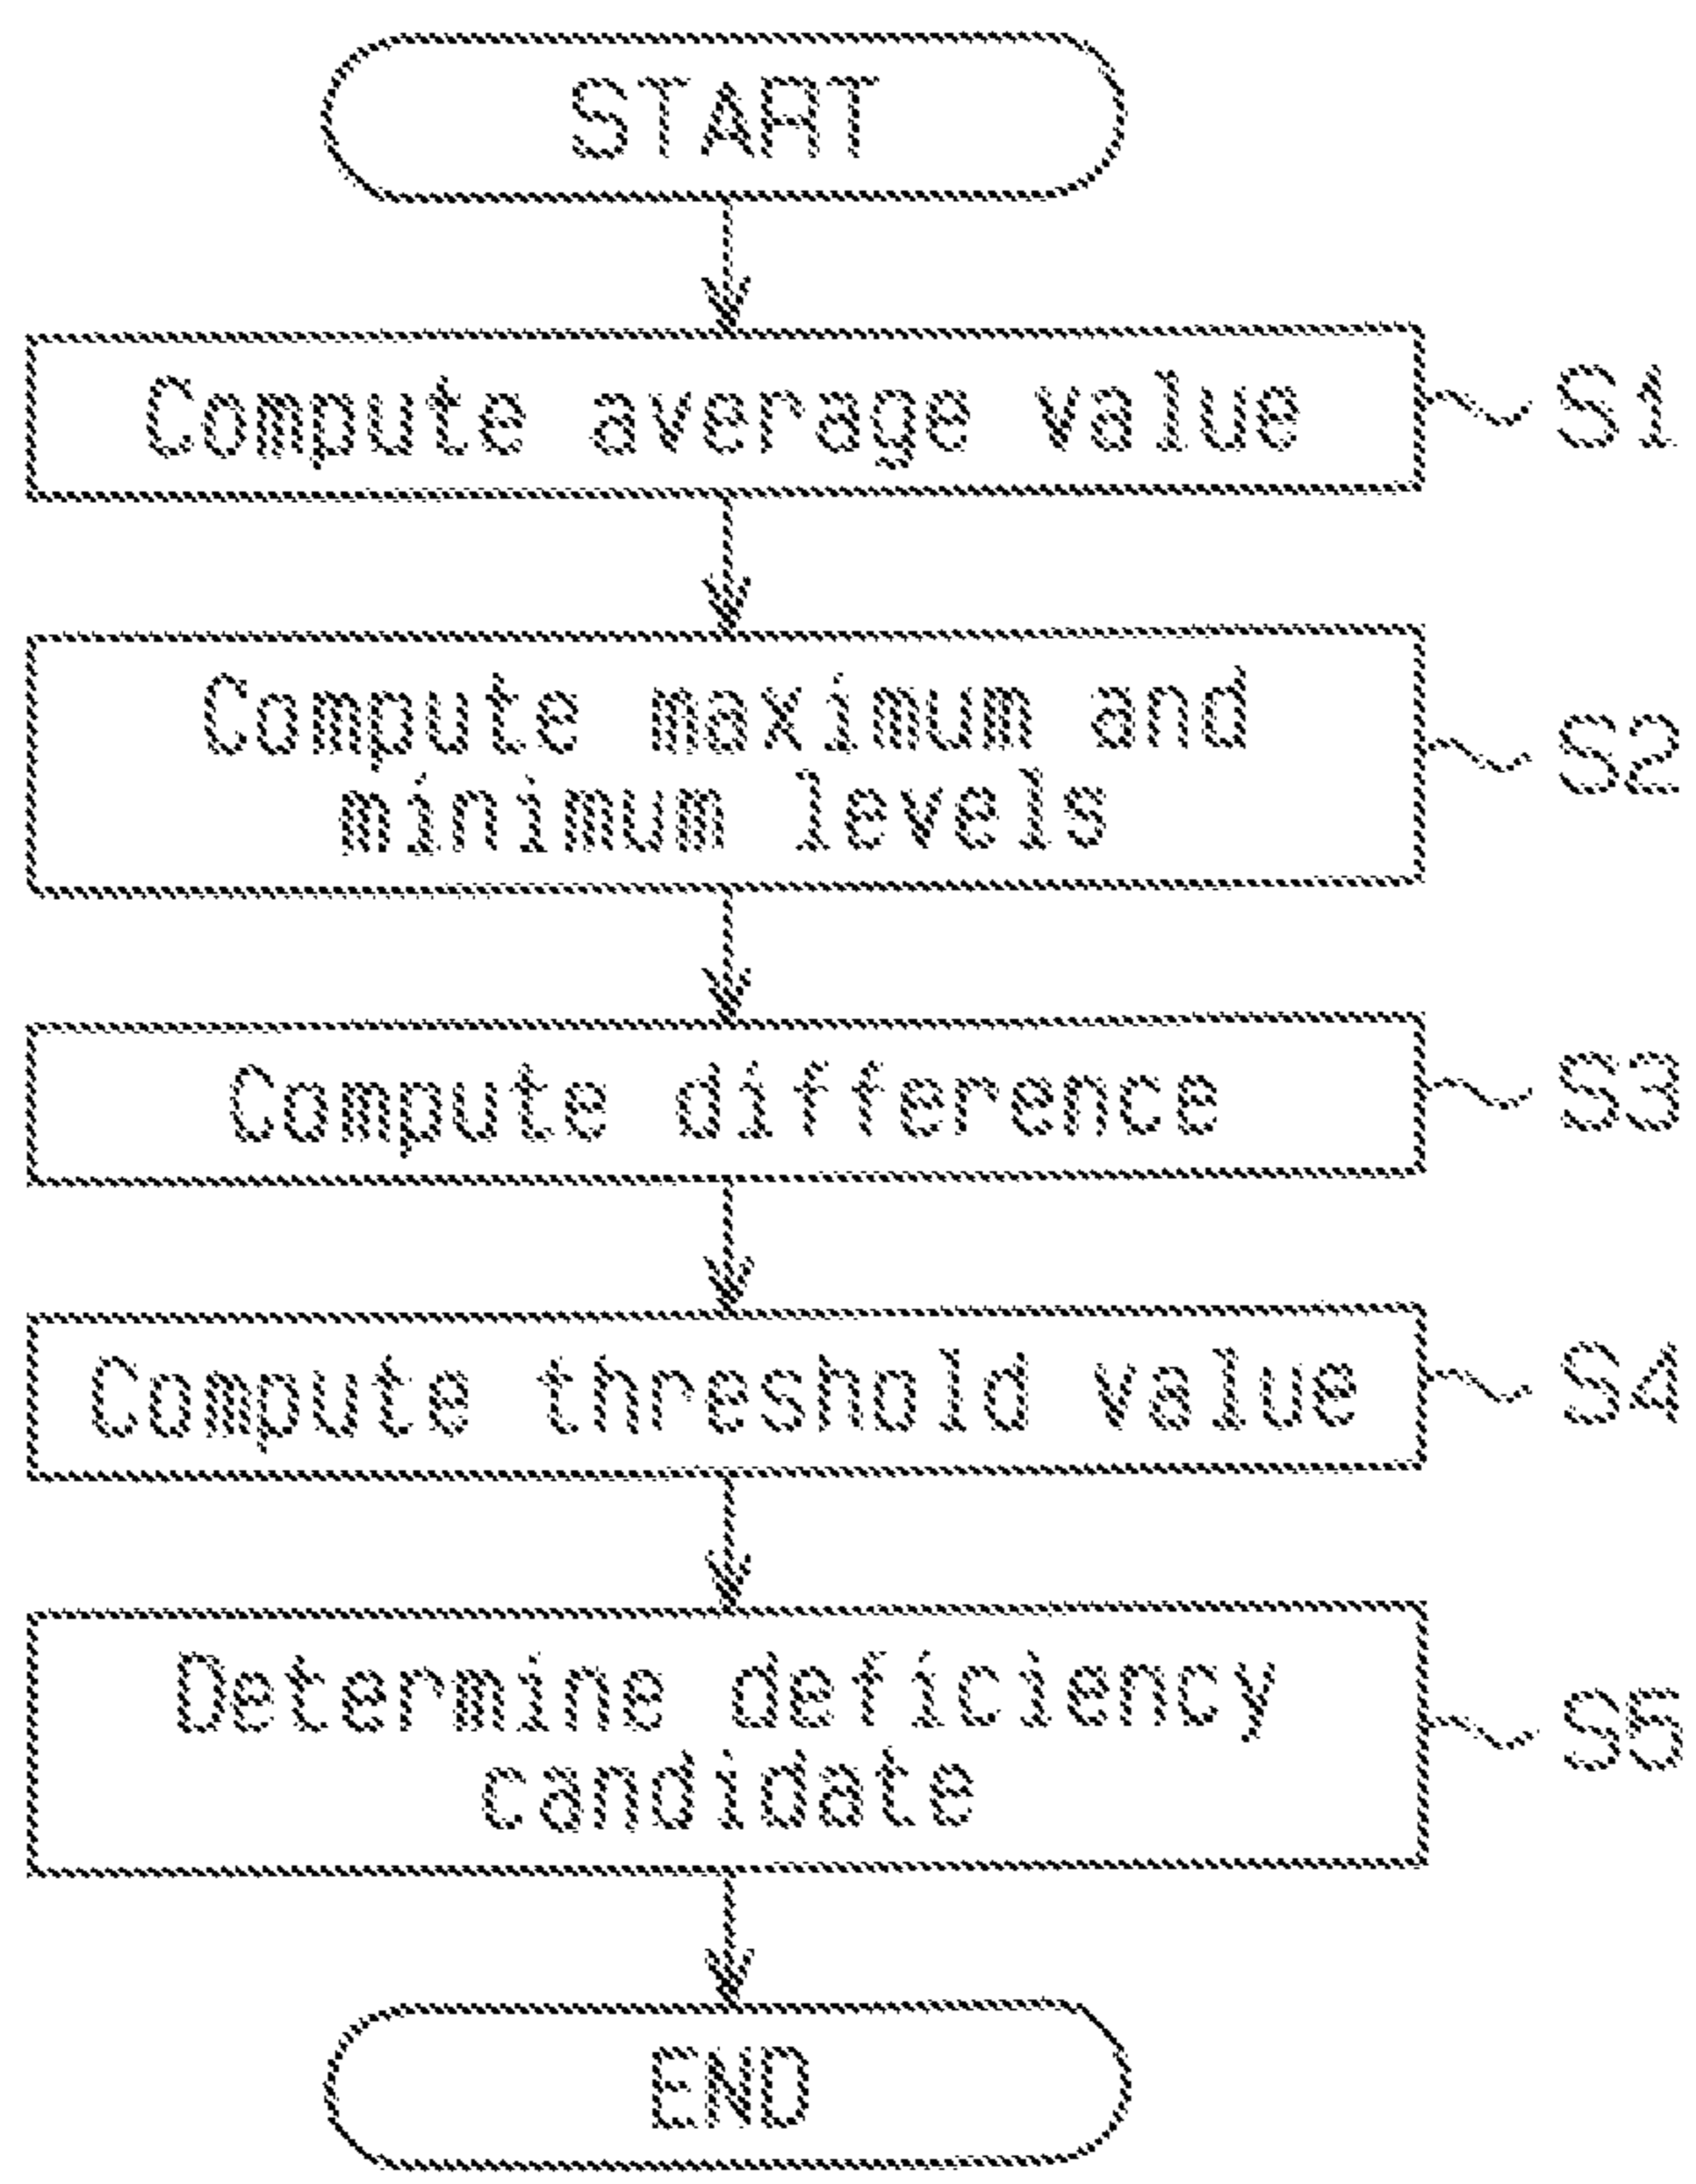 START
Compute average value
S1
Compute maximum and
minimum levels
S2
Compute difference
S3
Compute threshold value
S4
Determine deficiency
candidate
S5
END